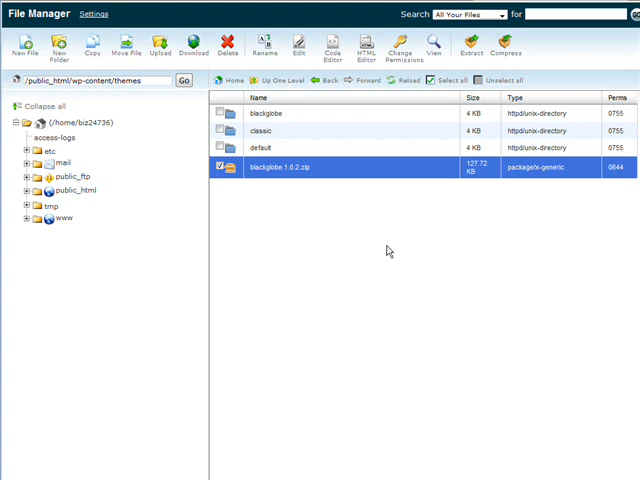 File Manager Settings Search All Your Files for
New File New Folder Copy Move File Upload Download Delete Rename Edit Code Editor HTML Editor Change Permissions View Extract Compress
/public_html/wp-content/themes Go Home Up One Level Back Forward Reload Select all Unselect all
Collapse all
(/home/biz24736)
access-logs
etc
mail
public_ftp
public_html
tmp
www
Name Size Type Perms
blackglobe 4 KB httpd/unix-directory 0755
classic 4 KB httpd/unix-directory 0755
default 4 KB httpd/unix-directory 0755
blackglobe.1.0.2.zip 127.72 KB package/x-generic 0644